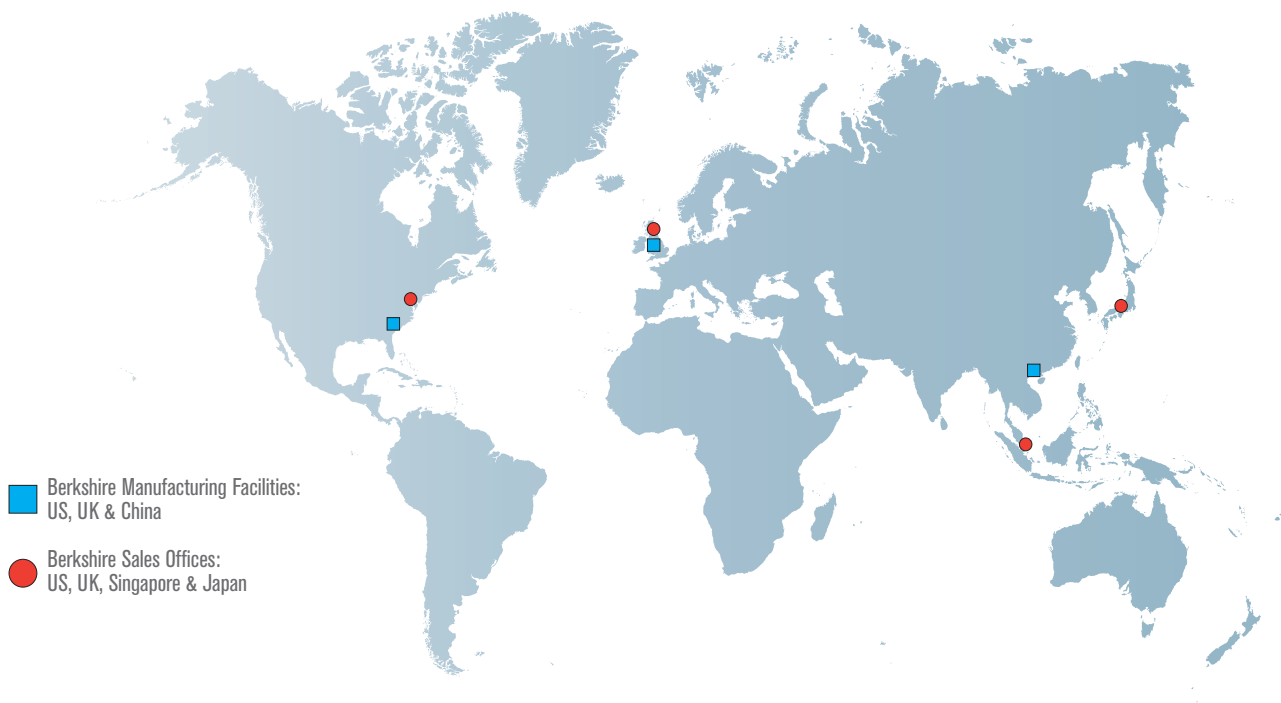 Berkshire Manufacturing Facilities:
US, UK & China
Berkshire Sales Offices:
US, UK, Singapore & Japan